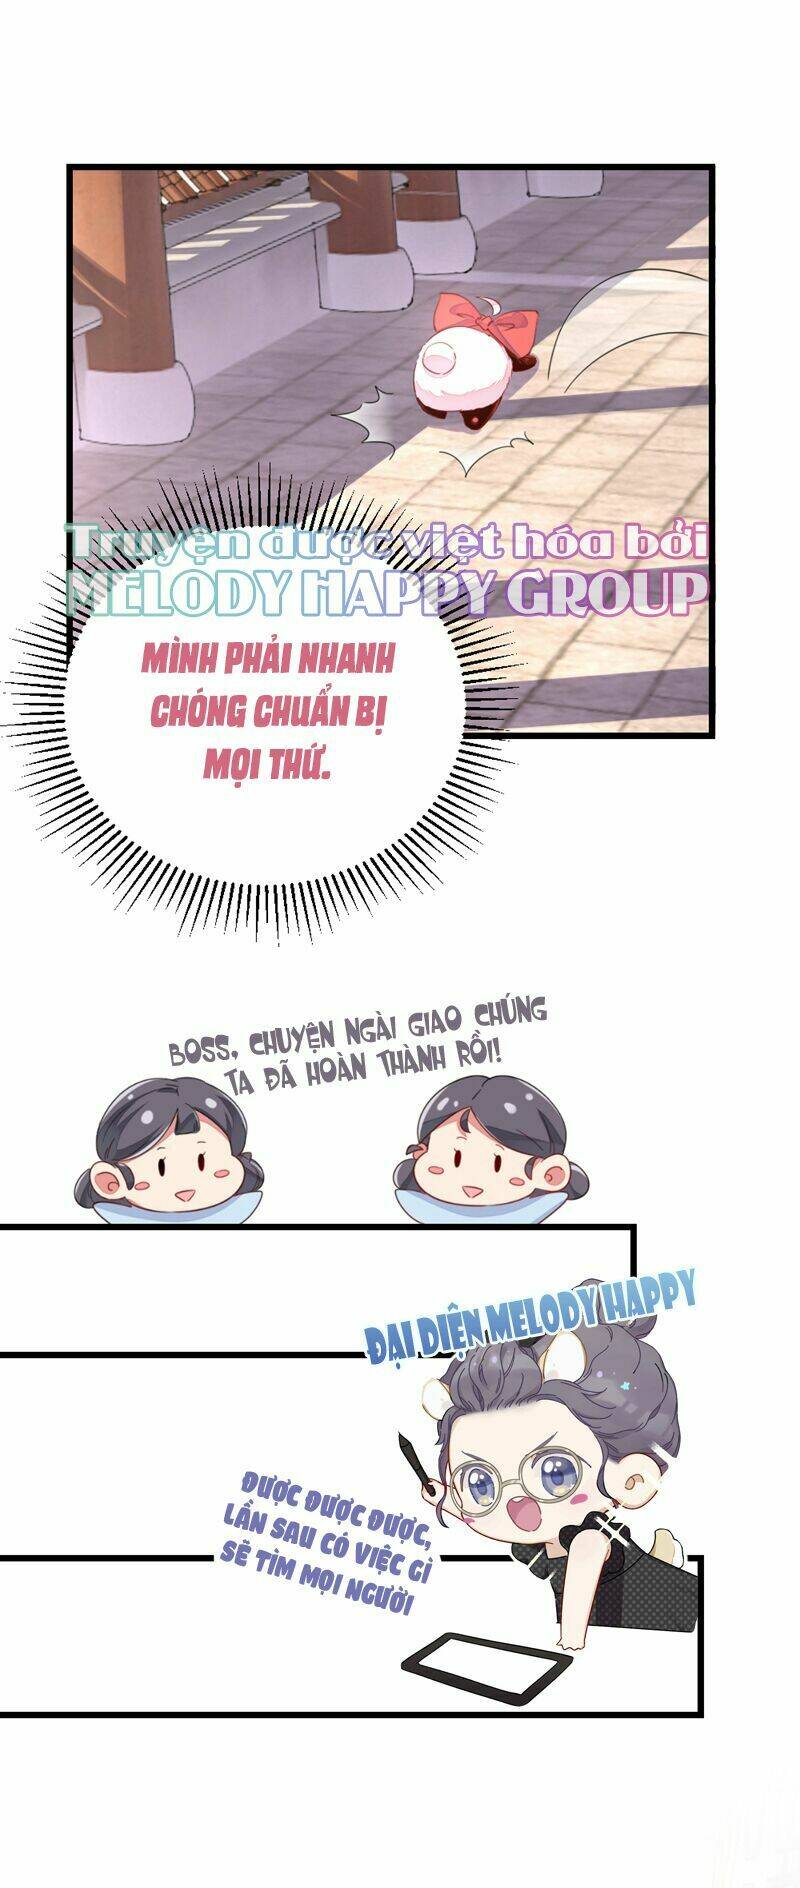 Truyện được việt hóa bởi
MELODY HAPPY GROUP
MÌNH PHẢI NHANH
CHÓNG CHUẨN BỊ
MỌI THỨ.
BOSS, CHUYỆN NGÀI GIAO CHÚNG
TA ĐÃ HOÀN THÀNH RỒI!
ĐẠI DIỆN MELODY HAPPY
ĐƯỢC ĐƯỢC ĐƯỢC,
LẦN SAU CÓ VIỆC GÌ
SẼ TÌM MỌI NGƯỜI